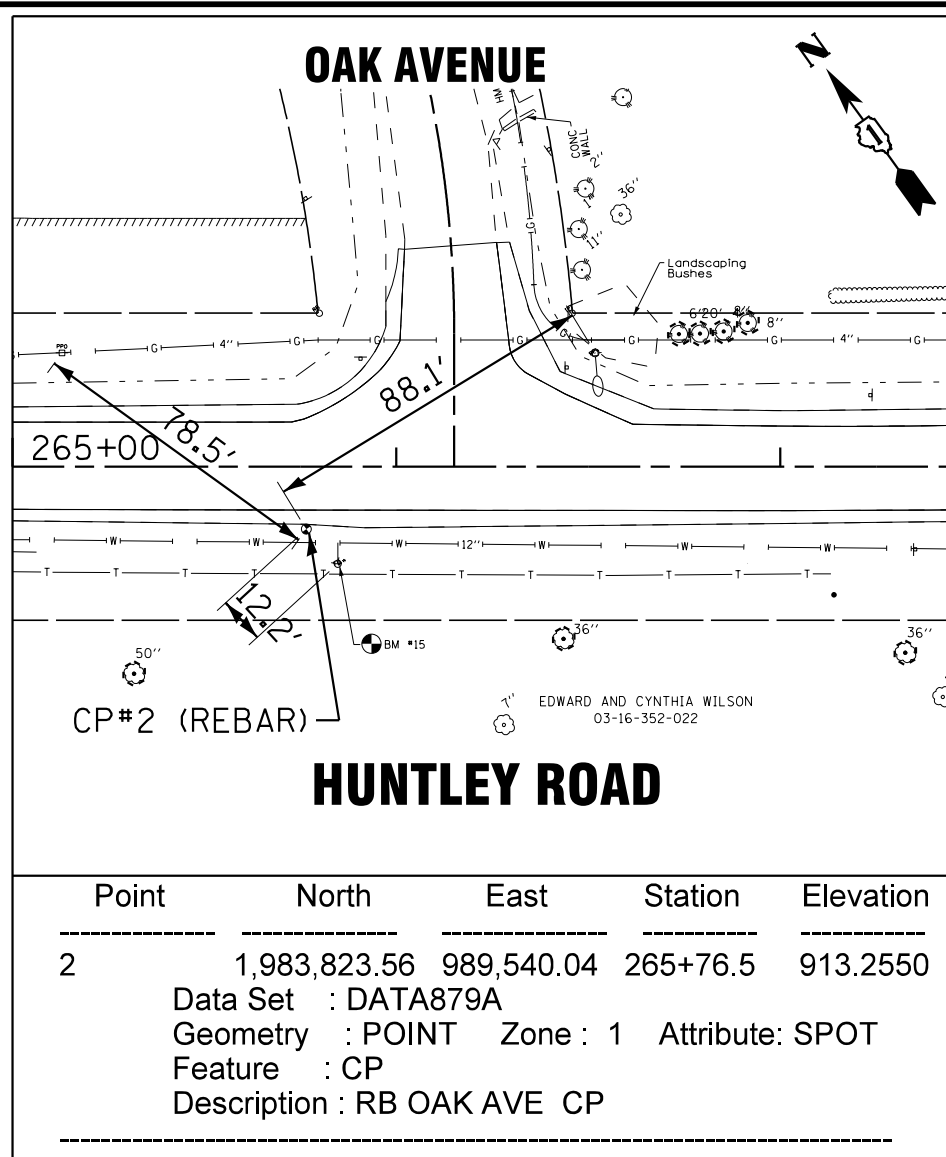 OAK AVENUE
N
1
HM
CONC
WALL
2''
1'
36''
11''
G
Landscaping
Bushes
6'
20'
8''
PPO
G
4''
G
G
G
G
G
G
4''
G
88.1'
78.5'
265+00
W
W
W
12''
W
W
W
T
T
T
T
T
T
T
T
T
T
T
T
12.2'
BM #15
36''
36''
50''
CP#2 (REBAR)
7''
EDWARD AND CYNTHIA WILSON
03-16-352-022
HUNTLEY ROAD
Point North East Station Elevation
2 1,983,823.56 989,540.04 265+76.5 913.2550
Data Set : DATA879A
Geometry : POINT Zone : 1 Attribute: SPOT
Feature : CP
Description : RB OAK AVE CP